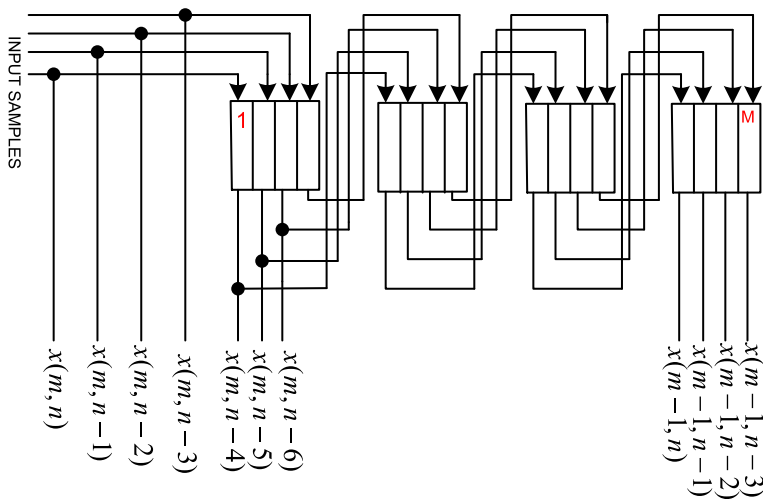 INPUT SAMPLES
1
M
x(m,n)
x(m,n−1)
x(m,n−2)
x(m,n−3)
x(m,n−4)
x(m,n−5)
x(m,n−6)
x(m−1,n)
x(m−1,n−1)
x(m−1,n−2)
x(m−1,n−3)